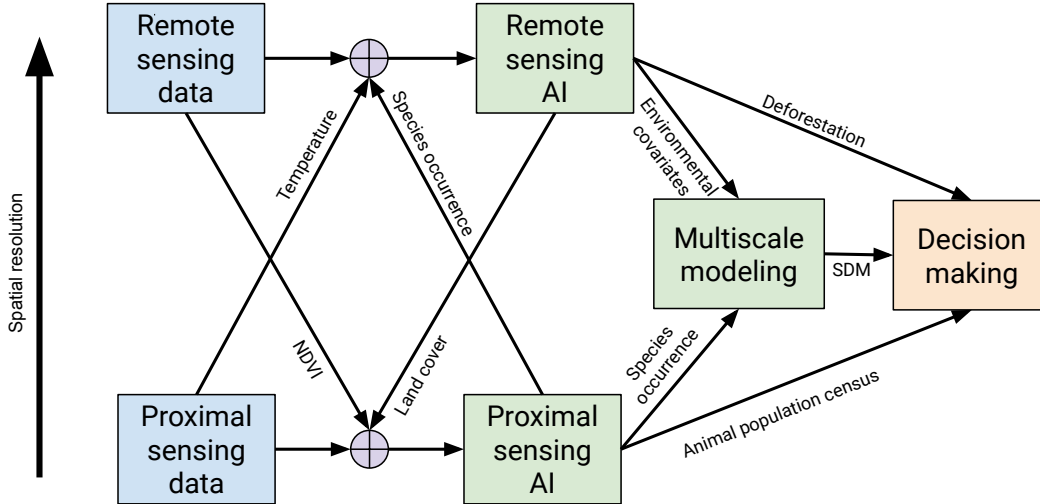 Remote
sensing
data
Remote
sensing
AI
Spatial resolution
Temperature
Species occurrence
Environmental
covariates
Deforestation
Multiscale
modeling
SDM
Decision
making
NDVI
Land cover
Species
occurrence
Animal population census
Proximal
sensing
data
Proximal
sensing
AI